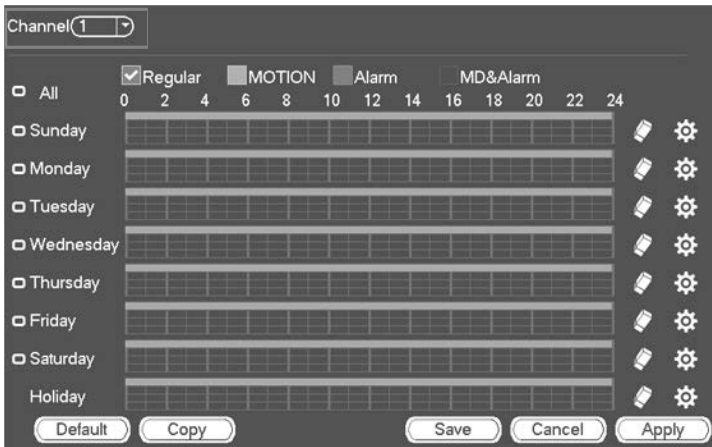 Channel 1
Regular MOTION Alarm MD&Alarm
All
0 2 4 6 8 10 12 14 16 18 20 22 24
Sunday
Monday
Tuesday
Wednesday
Thursday
Friday
Saturday
Holiday
Default Copy Save Cancel Apply